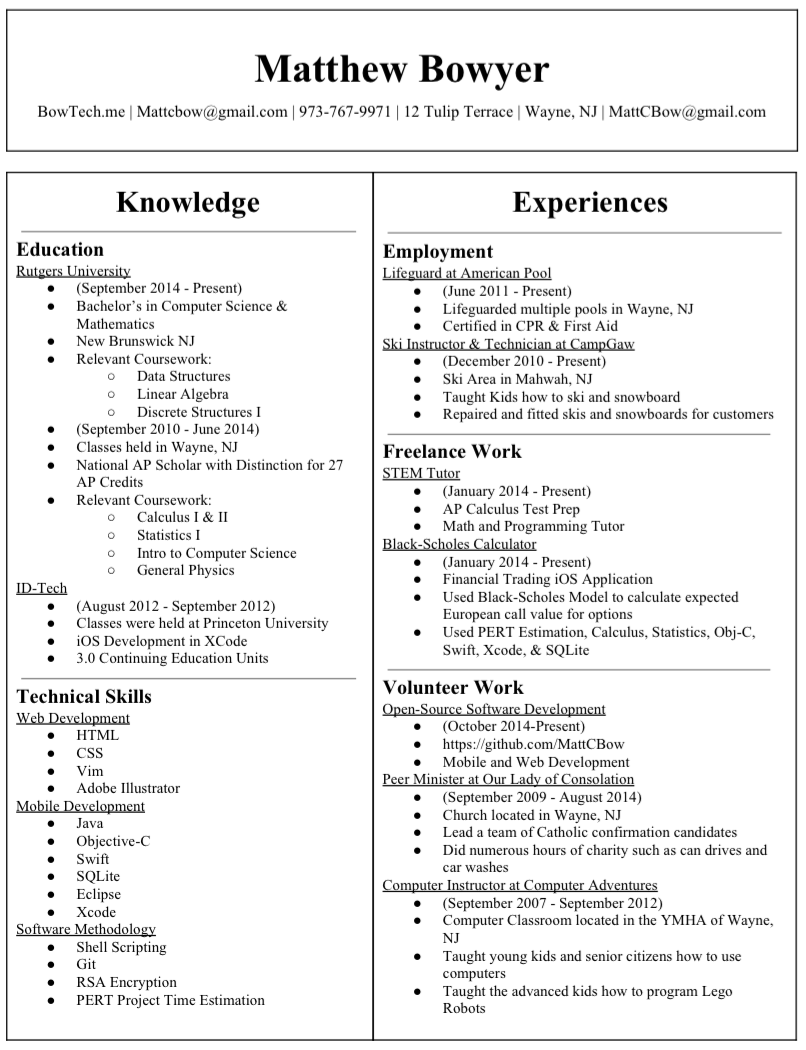 Matthew Bowyer
BowTech.me | Mattcbow@gmail.com | 973-767-9971 | 12 Tulip Terrace | Wayne, NJ | MattCBow@gmail.com
Knowledge
Education
Rutgers University
● (September 2014 - Present)
● Bachelor’s in Computer Science &
Mathematics
● New Brunswick NJ
● Relevant Coursework:
○ Data Structures
○ Linear Algebra
○ Discrete Structures I
● (September 2010 - June 2014)
● Classes held in Wayne, NJ
● National AP Scholar with Distinction for 27
AP Credits
● Relevant Coursework:
○ Calculus I & II
○ Statistics I
○ Intro to Computer Science
○ General Physics
ID-Tech
● (August 2012 - September 2012)
● Classes were held at Princeton University
● iOS Development in XCode
● 3.0 Continuing Education Units
Technical Skills
Web Development
● HTML
● CSS
● Vim
● Adobe Illustrator
Mobile Development
● Java
● Objective-C
● Swift
● SQLite
● Eclipse
● Xcode
Software Methodology
● Shell Scripting
● Git
● RSA Encryption
● PERT Project Time Estimation
Experiences
Employment
Lifeguard at American Pool
● (June 2011 - Present)
● Lifeguarded multiple pools in Wayne, NJ
● Certified in CPR & First Aid
Ski Instructor & Technician at CampGaw
● (December 2010 - Present)
● Ski Area in Mahwah, NJ
● Taught Kids how to ski and snowboard
● Repaired and fitted skis and snowboards for customers
Freelance Work
STEM Tutor
● (January 2014 - Present)
● AP Calculus Test Prep
● Math and Programming Tutor
Black-Scholes Calculator
● (January 2014 - Present)
● Financial Trading iOS Application
● Used Black-Scholes Model to calculate expected
European call value for options
● Used PERT Estimation, Calculus, Statistics, Obj-C,
Swift, Xcode, & SQLite
Volunteer Work
Open-Source Software Development
● (October 2014-Present)
● https://github.com/MattCBow
● Mobile and Web Development
Peer Minister at Our Lady of Consolation
● (September 2009 - August 2014)
● Church located in Wayne, NJ
● Lead a team of Catholic confirmation candidates
● Did numerous hours of charity such as can drives and
car washes
Computer Instructor at Computer Adventures
● (September 2007 - September 2012)
● Computer Classroom located in the YMHA of Wayne,
NJ
● Taught young kids and senior citizens how to use
computers
● Taught the advanced kids how to program Lego
Robots